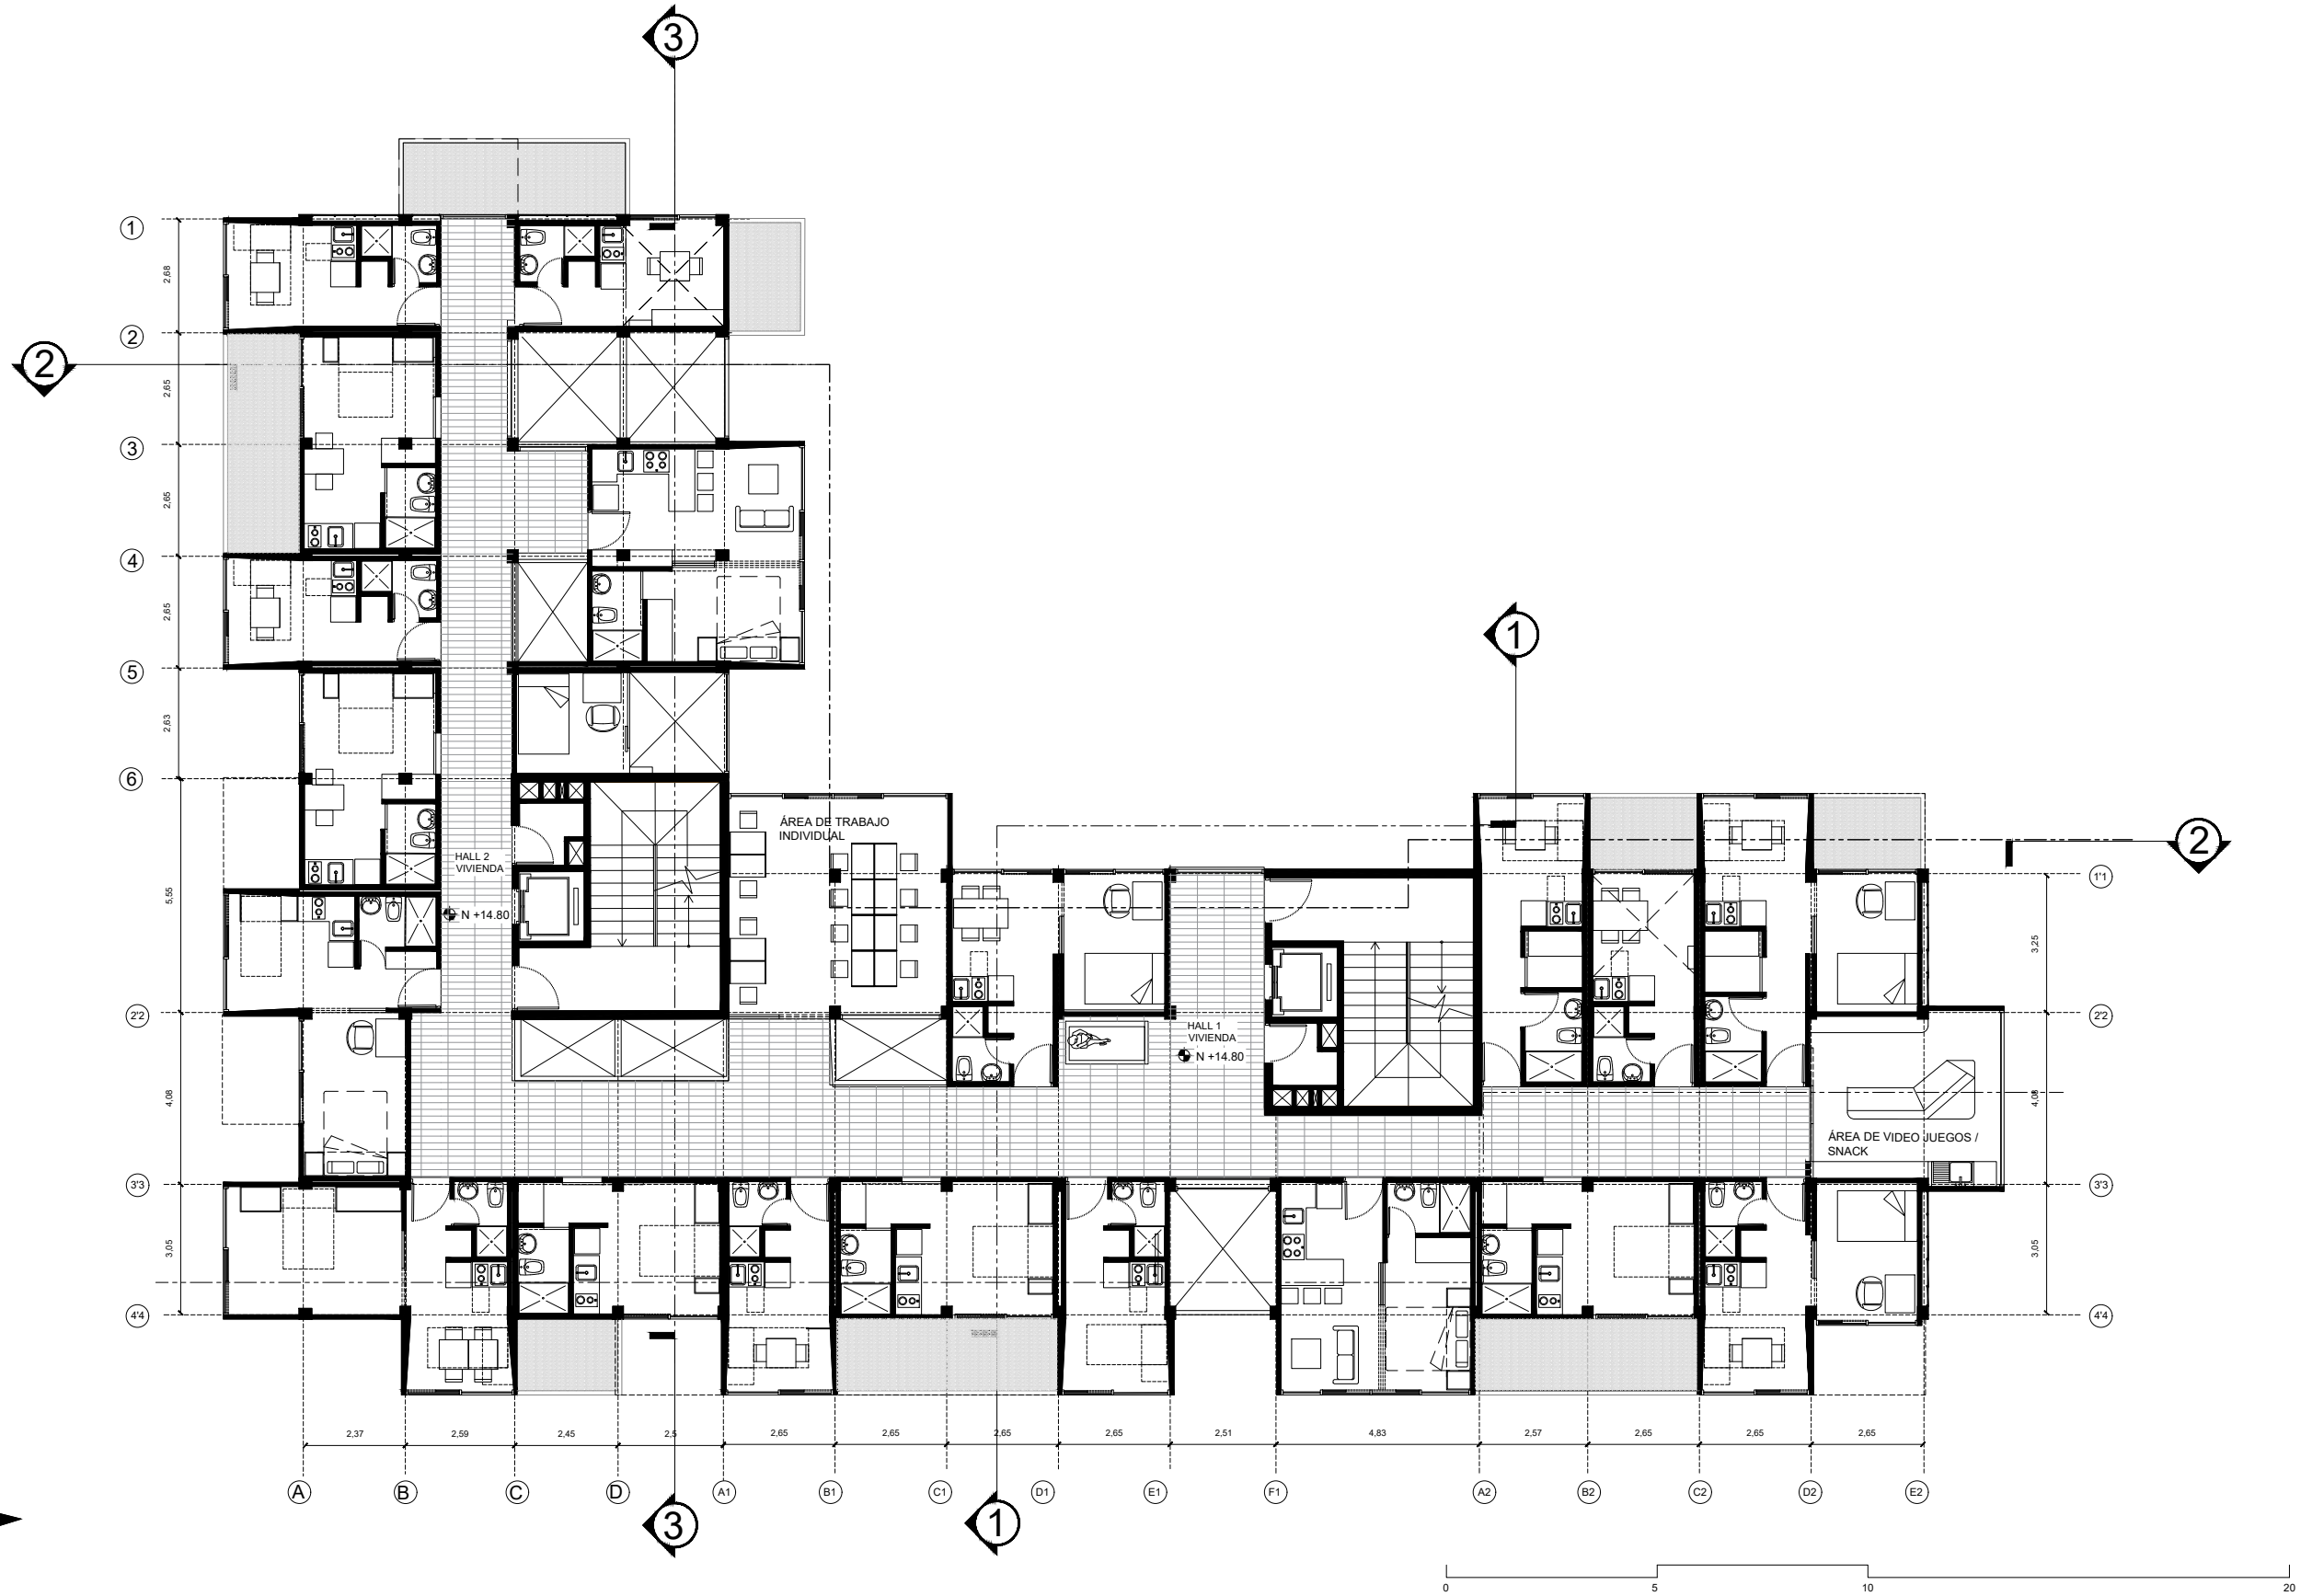 3
1
2,68
2
2
2,65
3
2,65
4
2,65
1
5
2,63
6
ÁREA DE TRABAJO
INDIVIDUAL
2
HALL 2
VIVIENDA
5,55
N +14.80
1'1
3,25
2'2
2'2
HALL 1
VIVIENDA
N +14.80
4,08
4,08
ÁREA DE VIDEO JUEGOS /
SNACK
3'3
3'3
3,05
3,05
4'4
4'4
2,37 2,59 2,45 2,5 2,65 2,65 2,65 2,65 2,51 4,83 2,57 2,65 2,65 2,65
A B C D A1 B1 C1 D1 E1 F1 A2 B2 C2 D2 E2
3 1
0 5 10 20